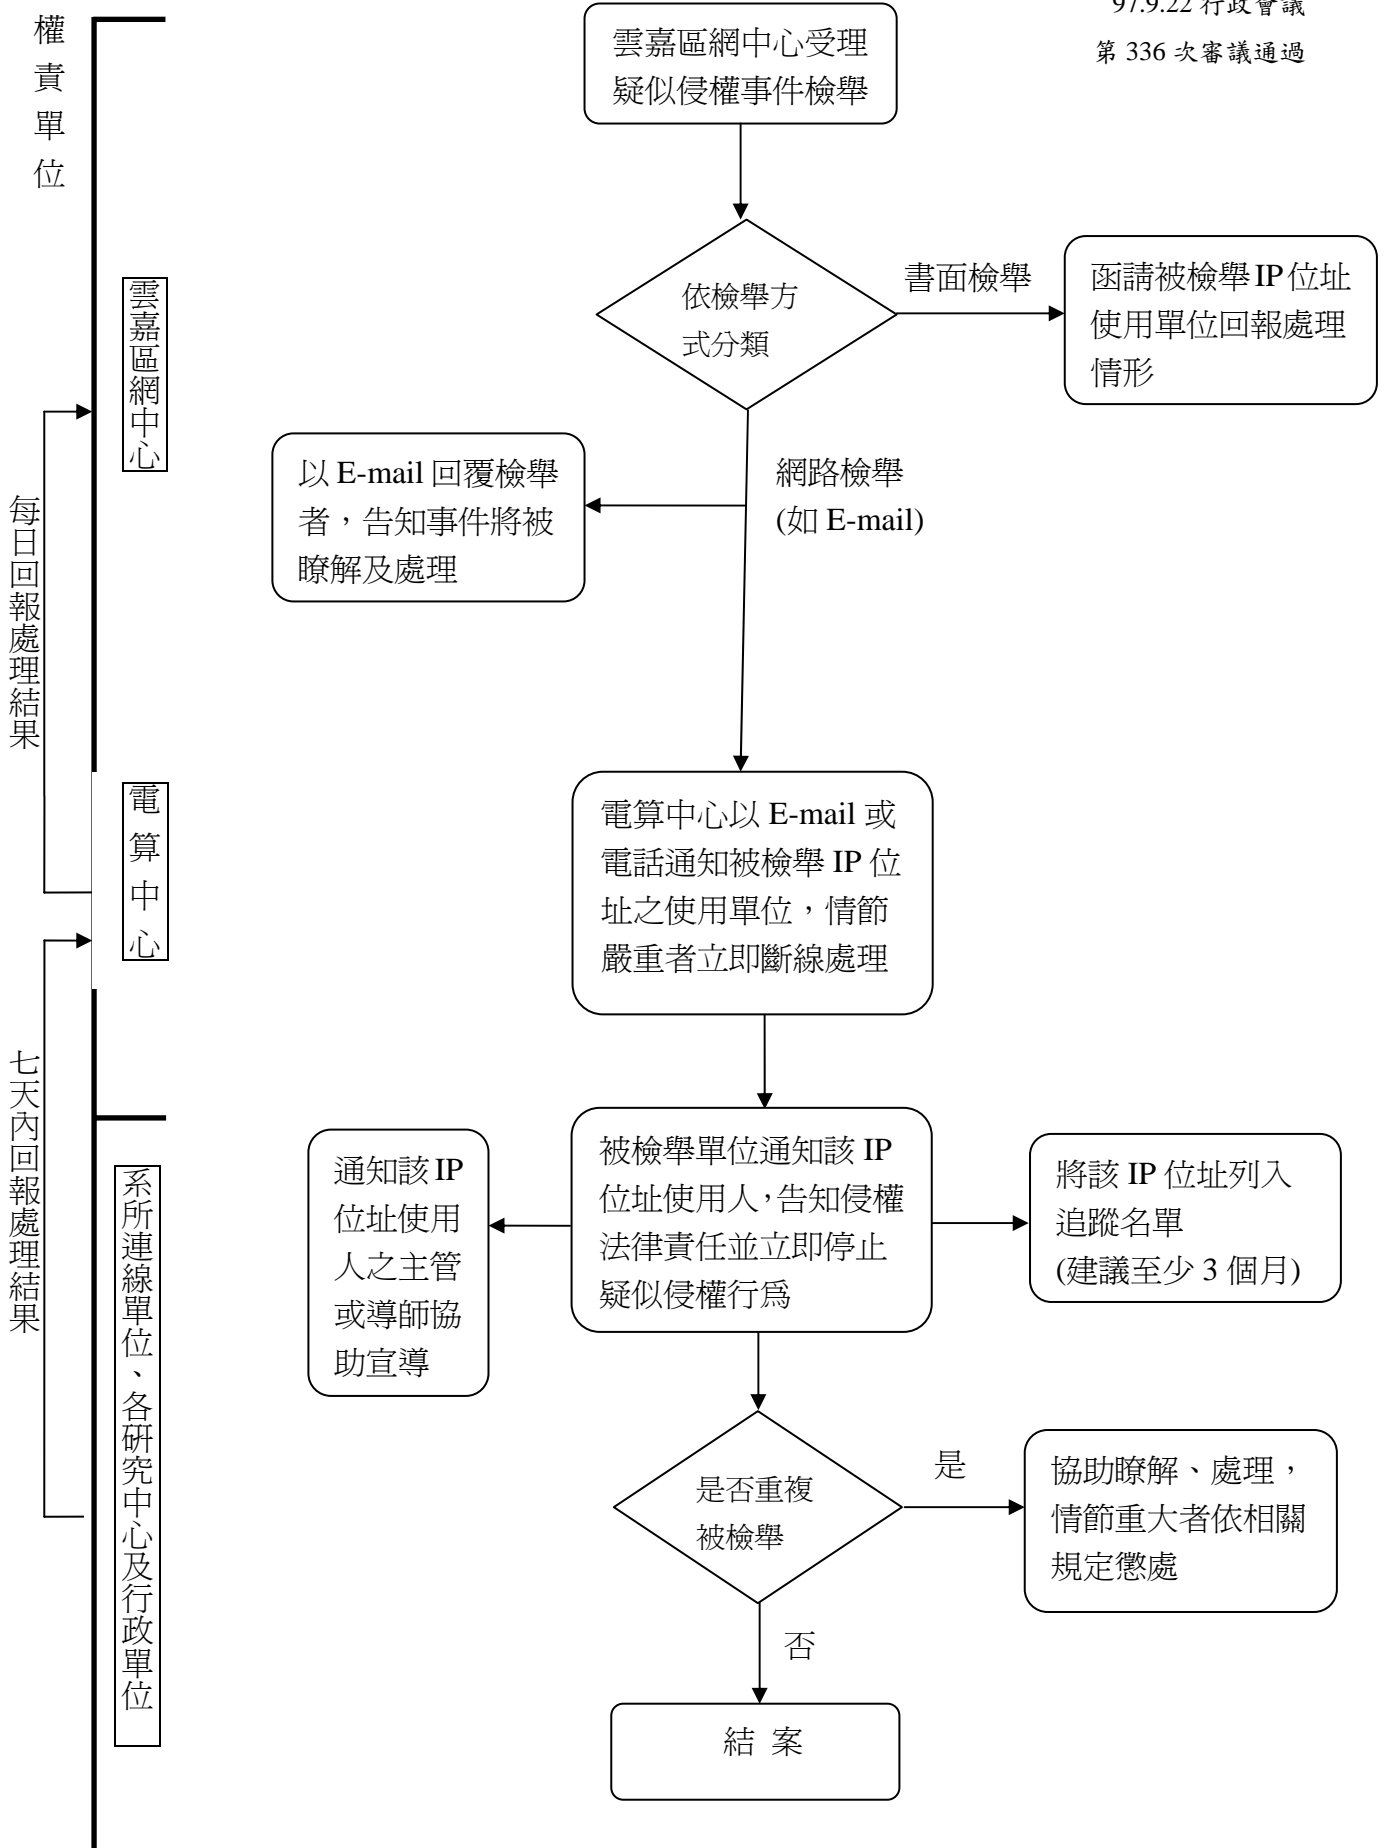 97.9.22 行政會議
第 336 次審議通過
權責單位
雲嘉區網中心
電算中心
系所連線單位、各研究中心及行政單位
每日回報處理結果
七天內回報處理結果
雲嘉區網中心受理
疑似侵權事件檢舉
依檢舉方
式分類
書面檢舉
函請被檢舉 IP 位址
使用單位回報處理
情形
網路檢舉
(如 E-mail)
以 E-mail 回覆檢舉
者，告知事件將被
瞭解及處理
電算中心以 E-mail 或
電話通知被檢舉 IP 位
址之使用單位，情節
嚴重者立即斷線處理
被檢舉單位通知該 IP
位址使用人，告知侵權
法律責任並立即停止
疑似侵權行為
通知該 IP
位址使用
人之主管
或導師協
助宣導
將該 IP 位址列入
追蹤名單
(建議至少 3 個月)
是否重複
被檢舉
是
協助瞭解、處理，
情節重大者依相關
規定懲處
否
結 案